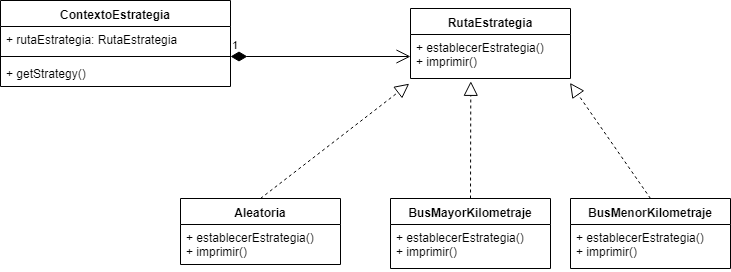 ContextoEstrategia
+ rutaEstrategia: RutaEstrategia
+ getStrategy()
1
RutaEstrategia
+ establecerEstrategia()
+ imprimir()
Aleatoria
+ establecerEstrategia()
+ imprimir()
BusMayorKilometraje
+ establecerEstrategia()
+ imprimir()
BusMenorKilometraje
+ establecerEstrategia()
+ imprimir()